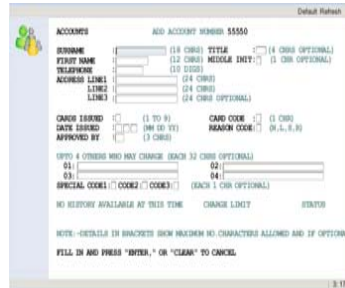 Default Refresh
ACCOUNTS ADD ACCOUNT NUMBER 55550
SURNAME : (18 CHRS) TITLE : (4 CHRS OPTIONAL)
FIRST NAME : (12 CHRS) MIDDLE INIT: (1 CHR OPTIONAL)
TELEPHONE : (10 DIGS)
ADDRESS LINE1 : (24 CHRS)
LINE2 : (24 CHRS)
LINE3 : (24 CHRS OPTIONAL)
CARDS ISSUED : (1 TO 9) CARD CODE : (1 CHR)
DATE ISSUED : (MM DD YY) REASON CODE: (N,L,S,R)
APPROVED BY : (3 CHRS)
UPTO 4 OTHERS WHO MAY CHARGE (EACH 32 CHRS OPTIONAL)
01: 02:
03: 04:
SPECIAL CODE1: CODE2: CODE3: (EACH 1 CHR OPTIONAL)
NO HISTORY AVAILABLE AT THIS TIME CHARGE LIMIT STATUS
NOTE:-DETAILS IN BRACKETS SHOW MAXIMUM NO.CHARACTERS ALLOWED AND IF OPTIONA
FILL IN AND PRESS "ENTER," OR "CLEAR" TO CANCEL